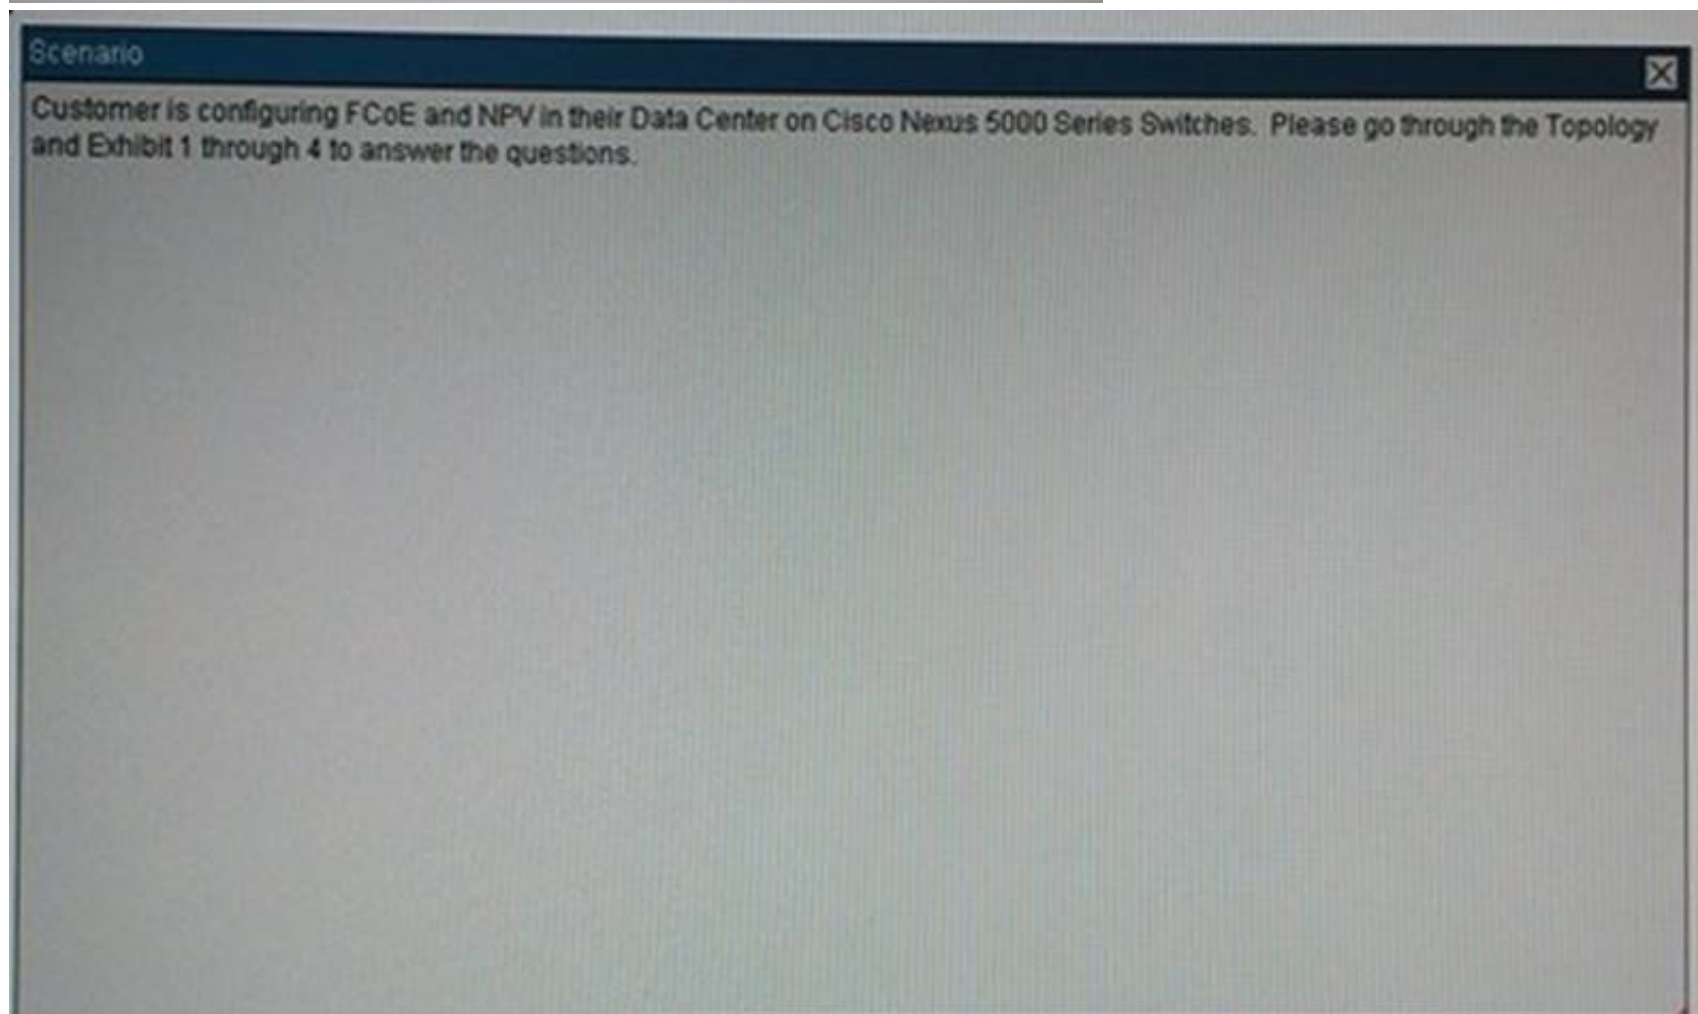 Scenario
Customer is configuring FCoE and NPV in their Data Center on Cisco Nexus 5000 Series Switches. Please go through the Topology
and Exhibit 1 through 4 to answer the questions.